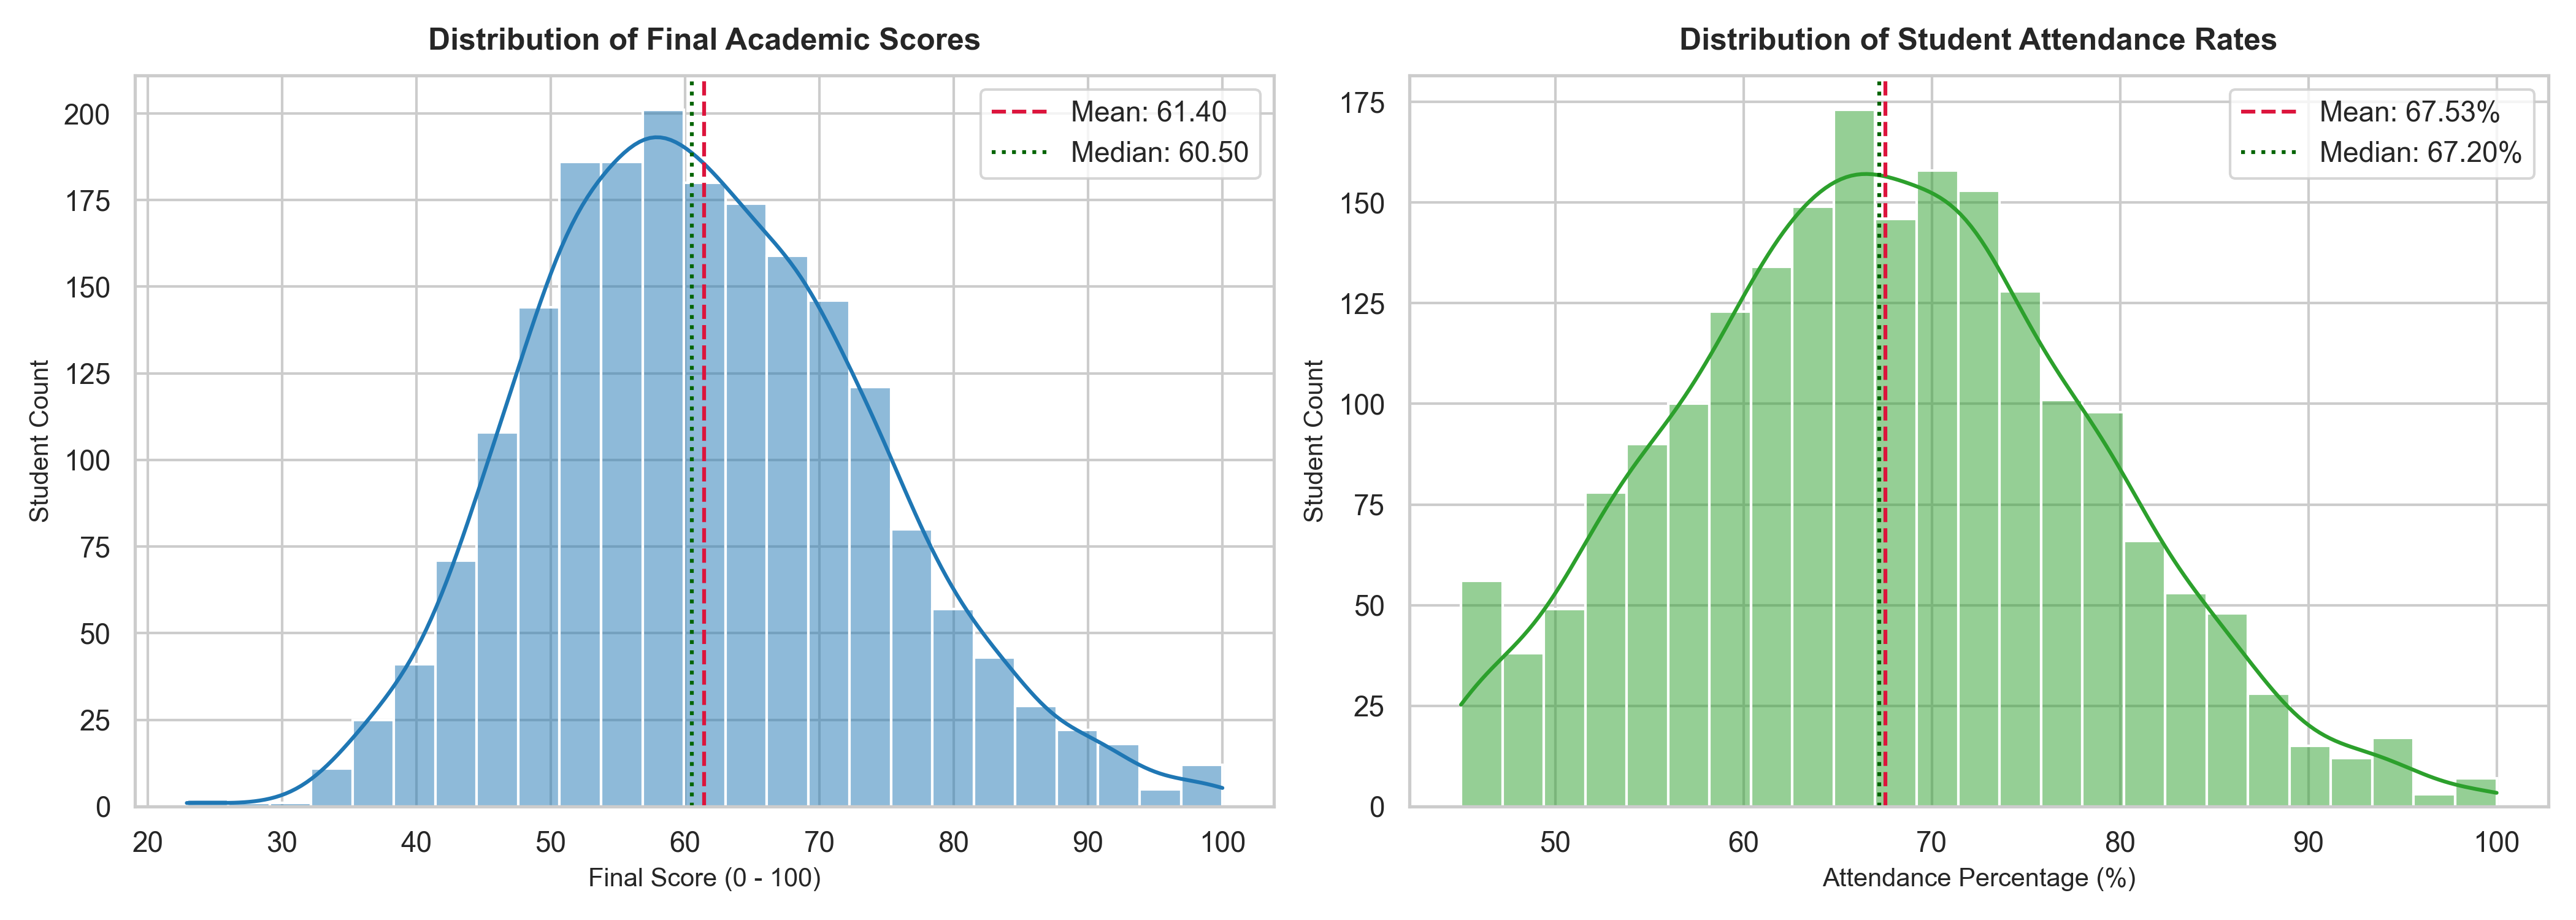 Distribution of Final Academic Scores
Mean: 61.40
Median: 60.50
Student Count
200
175
150
125
100
75
50
25
0
20 30 40 50 60 70 80 90 100
Final Score (0 - 100)
Distribution of Student Attendance Rates
Mean: 67.53%
Median: 67.20%
Student Count
175
150
125
100
75
50
25
0
50 60 70 80 90 100
Attendance Percentage (%)